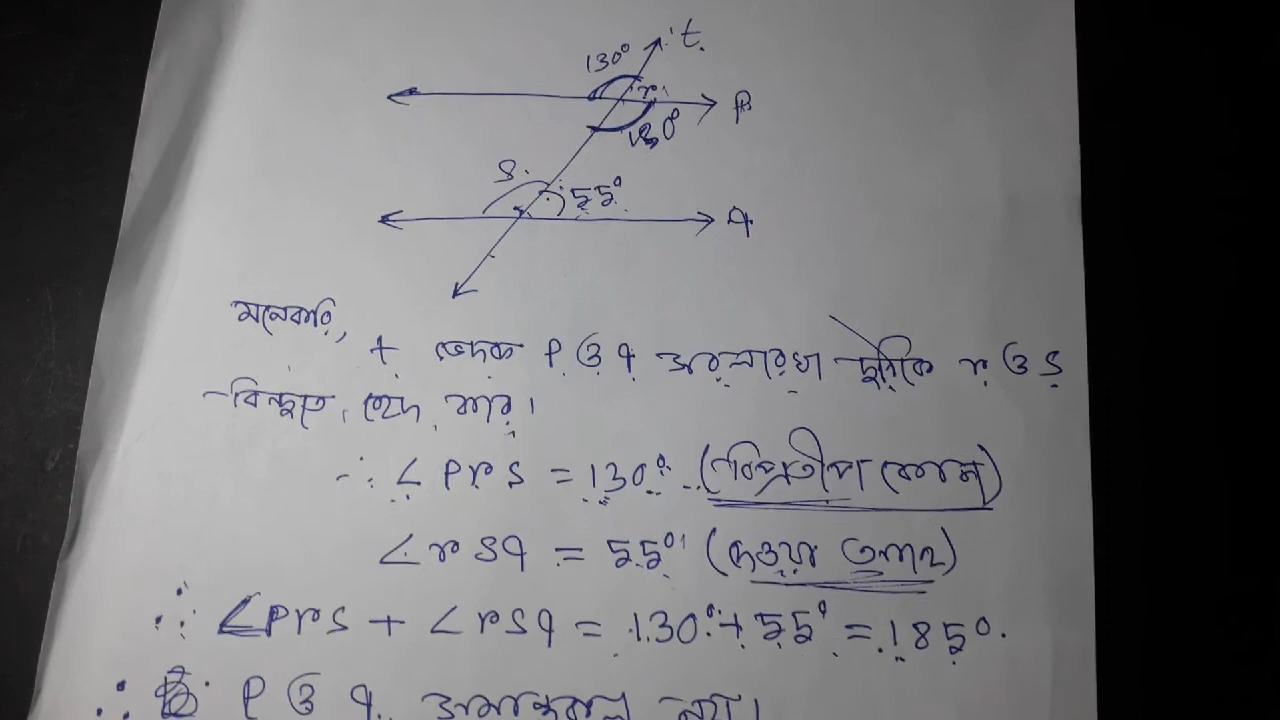 t.
130°
r
P
130°
S
55°
q
মনেকরি,
t ভেদক P ও q সরলরেখা দুটিকে r ও S
বিন্দুতে ছেদ করে।
∴ ∠PrS = 130° (বিপ্রতীপ কোণ)
∠rSq = 55° (দেওয়া আছে)
∴ ∠PrS + ∠rSq = 130° + 55° = 185°.
∴ P ও q সমান্তরাল নয়।